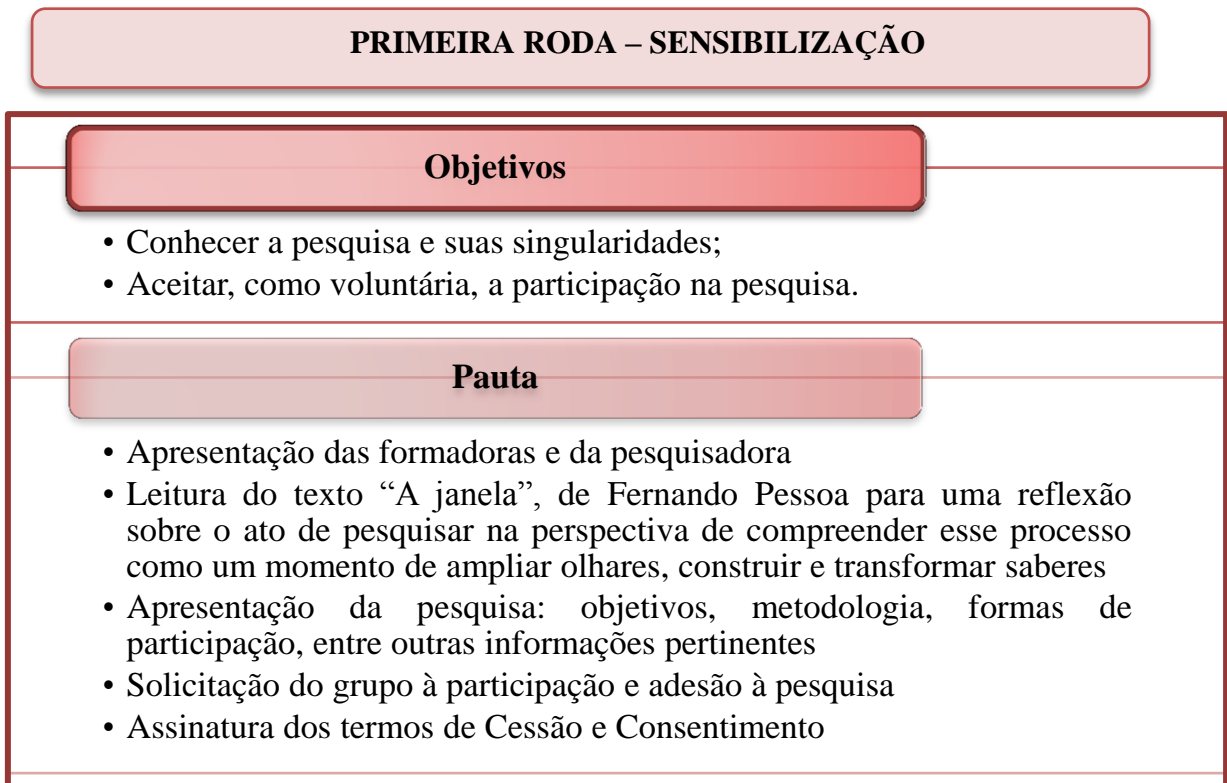 PRIMEIRA RODA – SENSIBILIZAÇÃO
Objetivos
• Conhecer a pesquisa e suas singularidades;
• Aceitar, como voluntária, a participação na pesquisa.
Pauta
• Apresentação das formadoras e da pesquisadora
• Leitura do texto “A janela”, de Fernando Pessoa para uma reflexão
sobre o ato de pesquisar na perspectiva de compreender esse processo
como um momento de ampliar olhares, construir e transformar saberes
• Apresentação da pesquisa: objetivos, metodologia, formas de
participação, entre outras informações pertinentes
• Solicitação do grupo à participação e adesão à pesquisa
• Assinatura dos termos de Cessão e Consentimento